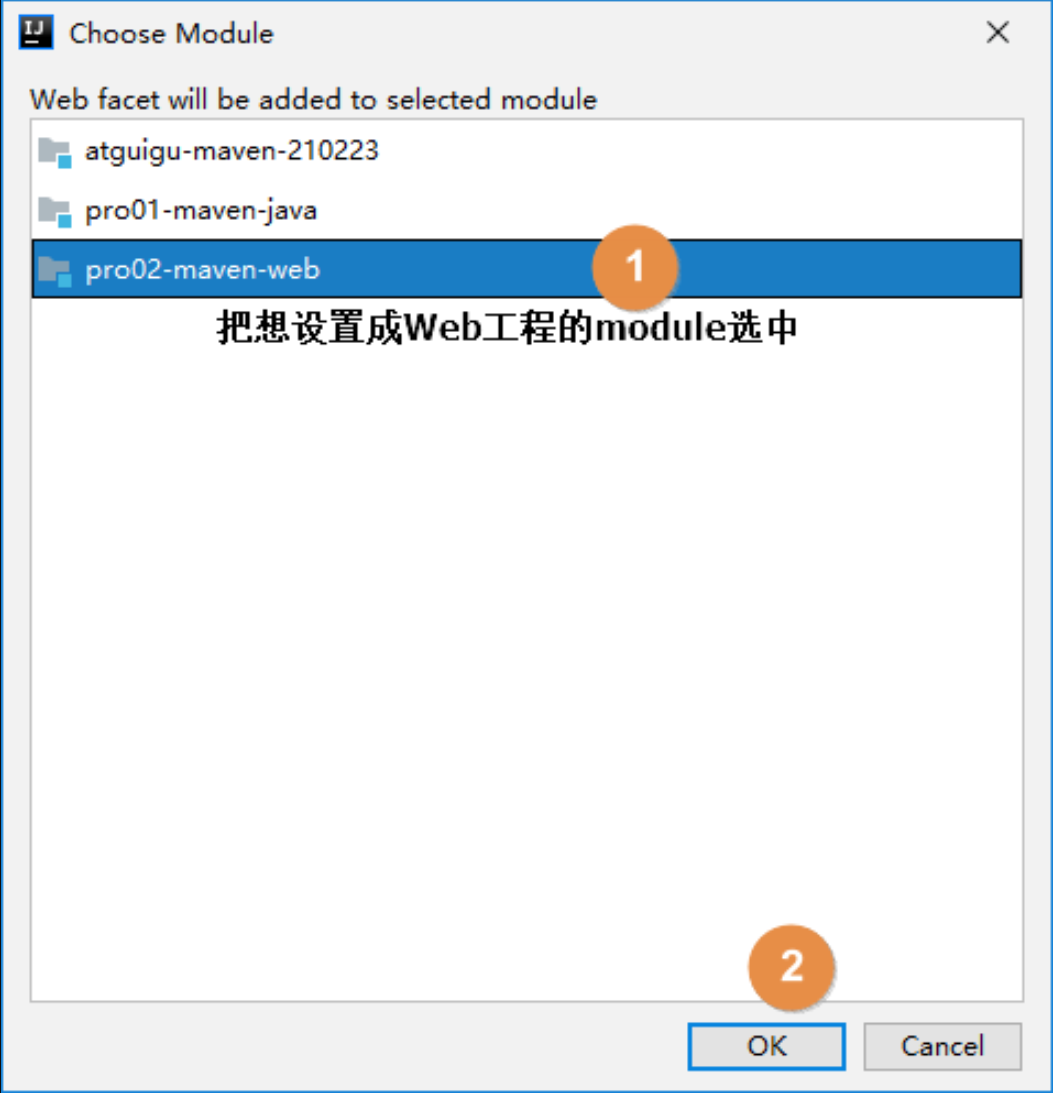 Choose Module
Web facet will be added to selected module
atguigu-maven-210223
pro01-maven-java
pro02-maven-web
1
把想设置成Web工程的module选中
2
OK
Cancel